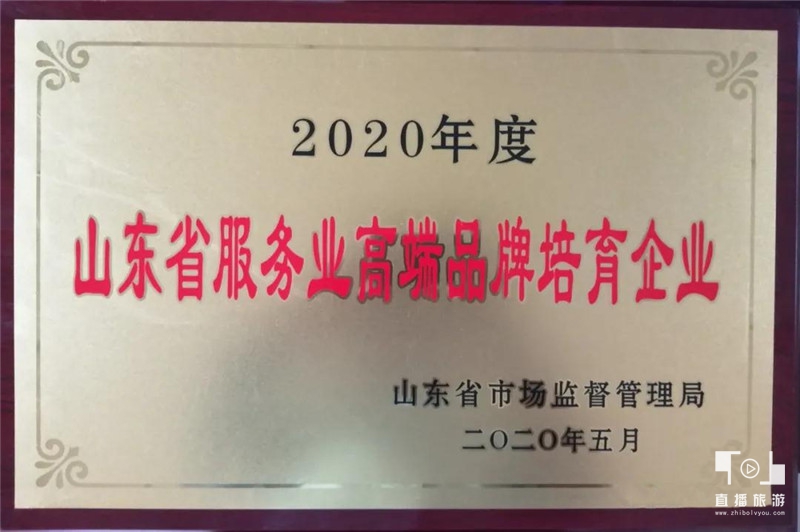 2020年度
山东省服务业高端品牌培育企业
山东省市场监督管理局
二〇二〇年五月
直播旅游
www.zhibolvyou.com